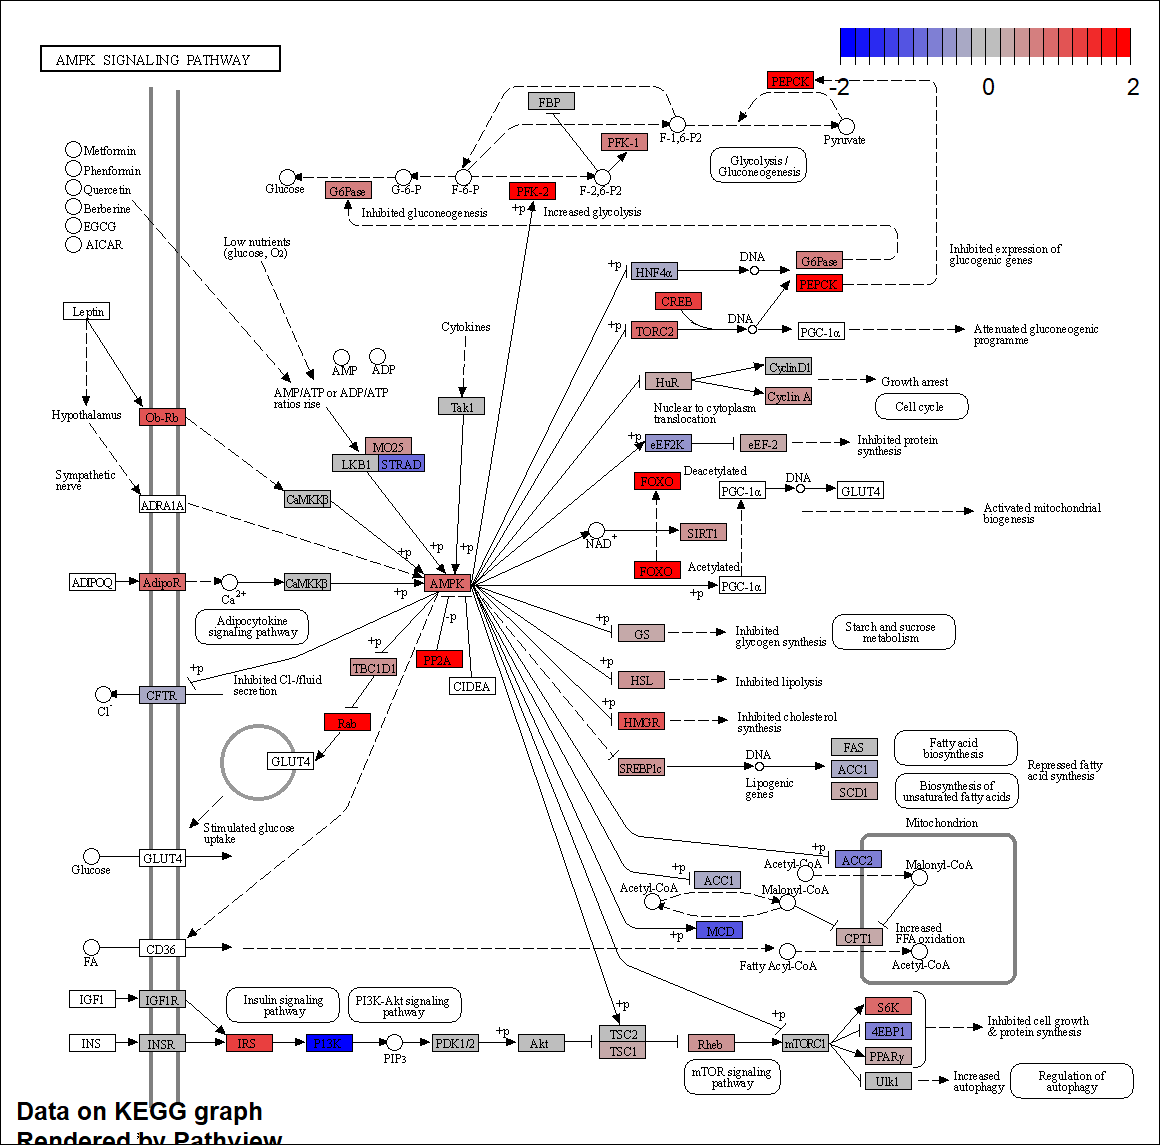 AMPK SIGNALING PATHWAY
-2
0
2
PEPCK
FBP
PFK-1
F-1,6-P2
Pyruvate
Metformin
Phenformin
Quercetin
Berberine
EGCG
AICAR
Glycolysis /
Gluconeogenesis
Glucose
G6Pase
G-6-P
F-6-P
PFK-2
F-2,6-P2
+p
Inhibited gluconeogenesis
Increased glycolysis
Low nutrients
(glucose, O2)
Inhibited expression of
glucogenic genes
+p
HNF4α
DNA
G6Pase
PEPCK
CREB
+p
TORC2
DNA
PGC-1α
Attenuated gluconeogenic
programme
Leptin
Cytokines
AMP
ADP
AMP/ATP or ADP/ATP
ratios rise
HuR
CyclinD1
Cyclin A
Growth arrest
Cell cycle
Nuclear to cytoplasm
translocation
Hypothalamus
Ob-Rb
Tak1
MO25
LKB1
STRAD
+p
eEF2K
eEF-2
Inhibited protein
synthesis
Sympathetic
nerve
ADRA1A
CaMKKβ
FOXO
Deacetylated
PGC-1α
DNA
GLUT4
Activated mitochondrial
biogenesis
NAD+
SIRT1
+p
+p
+p
FOXO
Acetylated
PGC-1α
+p
ADIPOQ
AdipoR
Ca2+
CaMKKβ
+p
AMPK
Adipocytokine
signaling pathway
-p
+p
+p
GS
Inhibited
glycogen synthesis
Starch and sucrose
metabolism
+p
TBC1D1
PP2A
CIDEA
+p
HSL
Inhibited lipolysis
Cl-
CFTR
Inhibited Cl-/fluid
secretion
+p
HMGR
Inhibited cholesterol
synthesis
Rab
GLUT4
SREBP1c
DNA
Lipogenic
genes
FAS
ACC1
SCD1
Fatty acid
biosynthesis
Biosynthesis of
unsaturated fatty acids
Repressed fatty
acid synthesis
Stimulated glucose
uptake
Mitochondrion
Glucose
GLUT4
+p
ACC2
Acetyl-CoA
Malonyl-CoA
+p
ACC1
Acetyl-CoA
Malonyl-CoA
MCD
+p
CPT1
Increased
FFA oxidation
FA
CD36
Fatty Acyl-CoA
Acetyl-CoA
IGF1
IGF1R
Insulin signaling
pathway
PI3K-Akt signaling
pathway
+p
+p
S6K
4EBP1
PPARγ
Ulk1
Inhibited cell growth
& protein synthesis
INS
INSR
IRS
PI3K
PIP3
PDK1/2
+p
Akt
TSC2
TSC1
Rheb
mTORC1
mTOR signaling
pathway
Increased
autophagy
Regulation of
autophagy
Data on KEGG graph
Rendered by Pathview